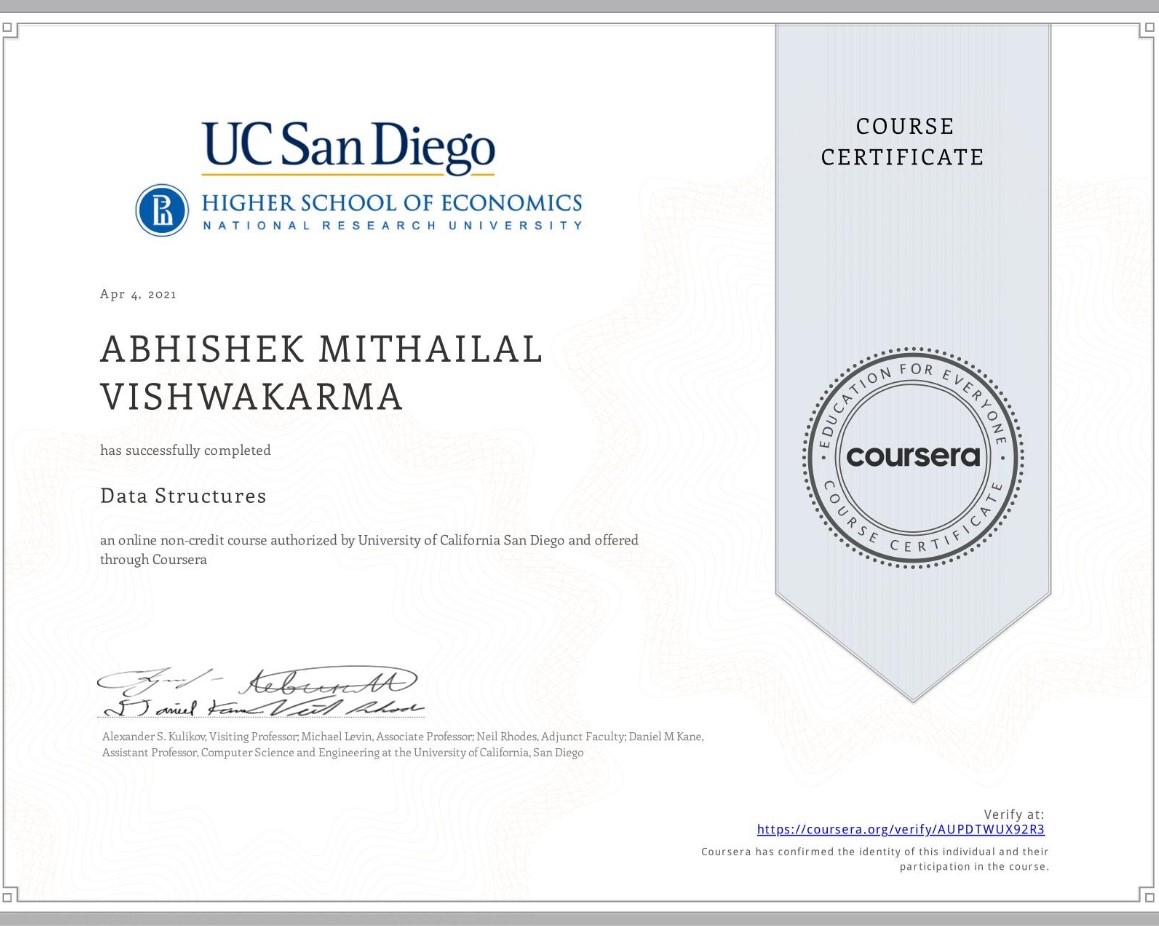 UC San Diego
HIGHER SCHOOL OF ECONOMICS
NATIONAL RESEARCH UNIVERSITY
COURSE
CERTIFICATE
Apr 4, 2021
ABHISHEK MITHAILAL
VISHWAKARMA
has successfully completed
Data Structures
an online non-credit course authorized by University of California San Diego and offered
through Coursera
EDUCATION FOR EVERYONE
coursera
COURSE CERTIFICATE
Daniel Kane Neil Rhodes
Alexander S. Kulikov, Visiting Professor; Michael Levin, Associate Professor; Neil Rhodes, Adjunct Faculty; Daniel M Kane,
Assistant Professor, Computer Science and Engineering at the University of California, San Diego
Verify at:
https://coursera.org/verify/AUPDTWUX92R3
Coursera has confirmed the identity of this individual and their
participation in the course.